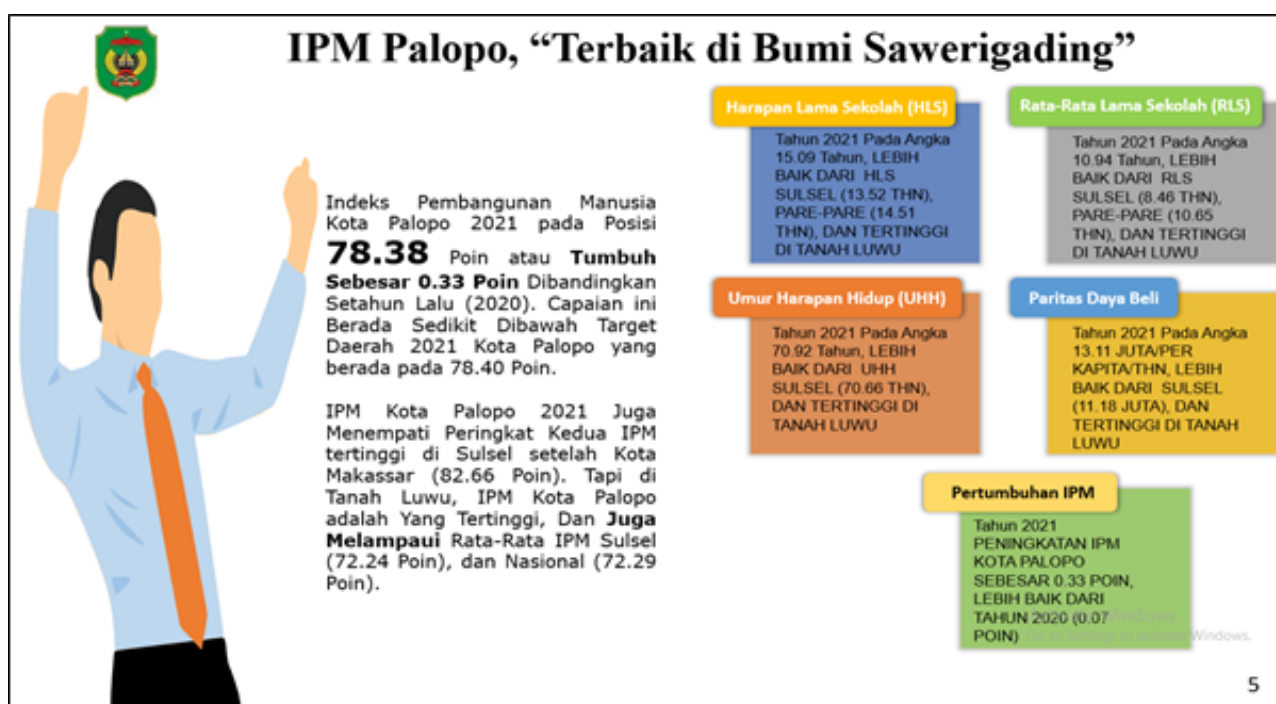 IPM Palopo, “Terbaik di Bumi Sawerigading”
Indeks Pembangunan Manusia
Kota Palopo 2021 pada Posisi
78.38 Poin atau Tumbuh
Sebesar 0.33 Poin Dibandingkan
Setahun Lalu (2020). Capaian ini
Berada Sedikit Dibawah Target
Daerah 2021 Kota Palopo yang
berada pada 78.40 Poin.
IPM Kota Palopo 2021 Juga
Menempati Peringkat Kedua IPM
tertinggi di Sulsel setelah Kota
Makassar (82.66 Poin). Tapi di
Tanah Luwu, IPM Kota Palopo
adalah Yang Tertinggi, Dan Juga
Melampaui Rata-Rata IPM Sulsel
(72.24 Poin), dan Nasional (72.29
Poin).
Harapan Lama Sekolah (HLS)
Tahun 2021 Pada Angka
15.09 Tahun, LEBIH
BAIK DARI HLS
SULSEL (13.52 THN),
PARE-PARE (14.51
THN), DAN TERTINGGI
DI TANAH LUWU
Rata-Rata Lama Sekolah (RLS)
Tahun 2021 Pada Angka
10.94 Tahun, LEBIH
BAIK DARI RLS
SULSEL (8.46 THN),
PARE-PARE (10.65
THN), DAN TERTINGGI
DI TANAH LUWU
Umur Harapan Hidup (UHH)
Tahun 2021 Pada Angka
70.92 Tahun, LEBIH
BAIK DARI UHH
SULSEL (70.66 THN),
DAN TERTINGGI DI
TANAH LUWU
Paritas Daya Beli
Tahun 2021 Pada Angka
13.11 JUTA/PER
KAPITA/THN, LEBIH
BAIK DARI SULSEL
(11.18 JUTA), DAN
TERTINGGI DI TANAH
LUWU
Pertumbuhan IPM
Tahun 2021
PENINGKATAN IPM
KOTA PALOPO
SEBESAR 0.33 POIN,
LEBIH BAIK DARI
TAHUN 2020 (0.07
POIN)
Windows
Go to Settings to activate Windows.
5